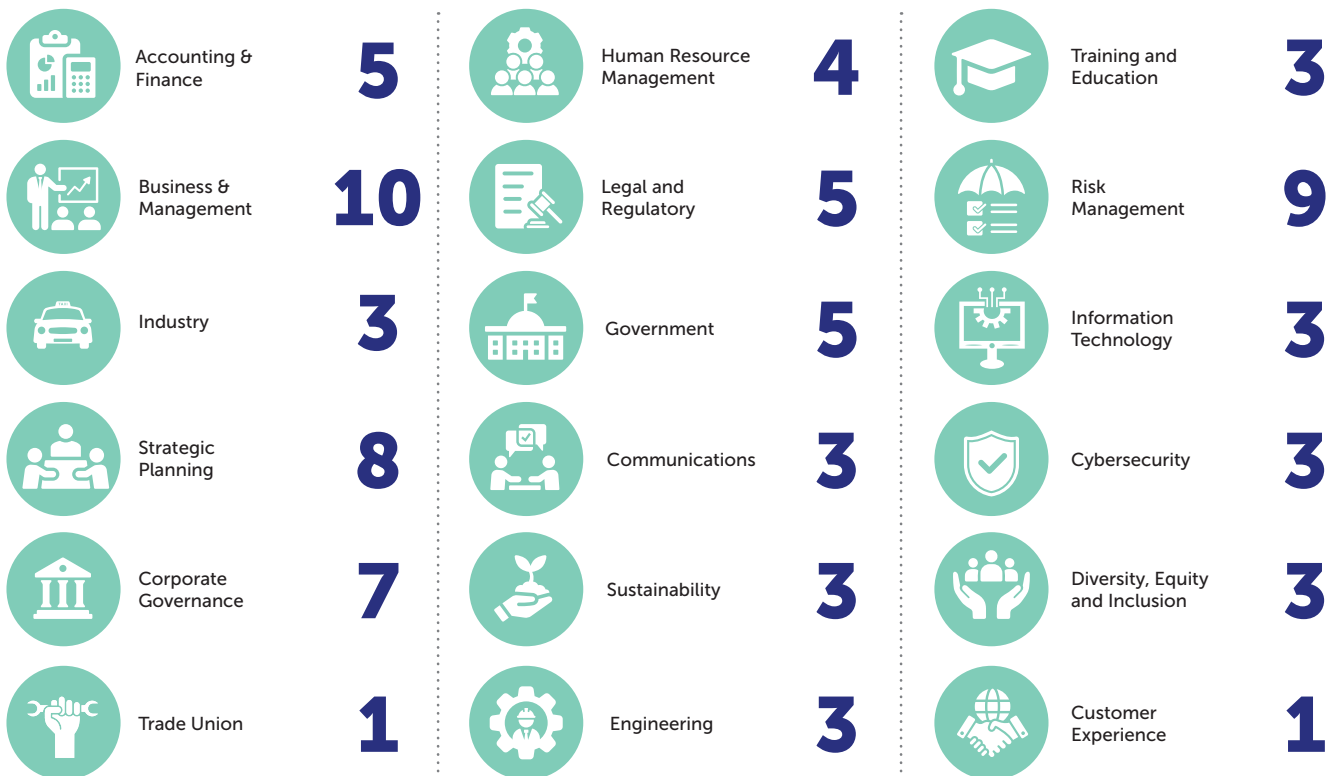 Accounting &
Finance
5
Business &
Management
10
Industry
3
Strategic
Planning
8
Corporate
Governance
7
Trade Union
1
Human Resource
Management
4
Legal and
Regulatory
5
Government
5
Communications
3
Sustainability
3
Engineering
3
Training and
Education
3
Risk
Management
9
Information
Technology
3
Cybersecurity
3
Diversity, Equity
and Inclusion
3
Customer
Experience
1